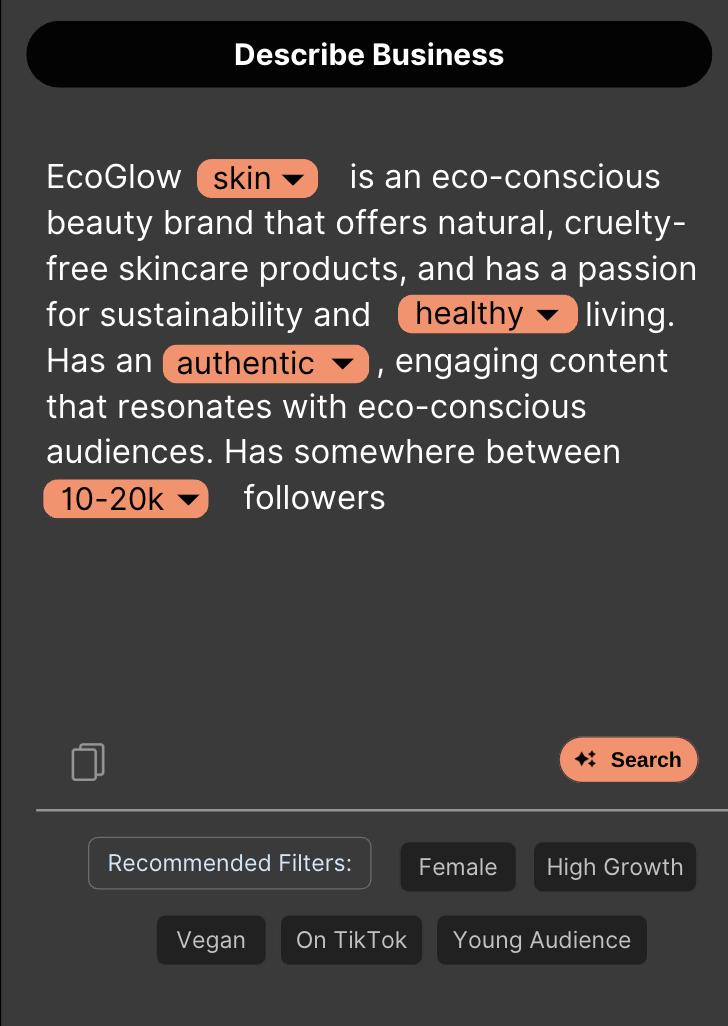 Describe Business
EcoGlow skin is an eco-conscious
beauty brand that offers natural, cruelty-
free skincare products, and has a passion
for sustainability and healthy living.
Has an authentic , engaging content
that resonates with eco-conscious
audiences. Has somewhere between
10-20k followers
Search
Recommended Filters: Female High Growth
Vegan On TikTok Young Audience